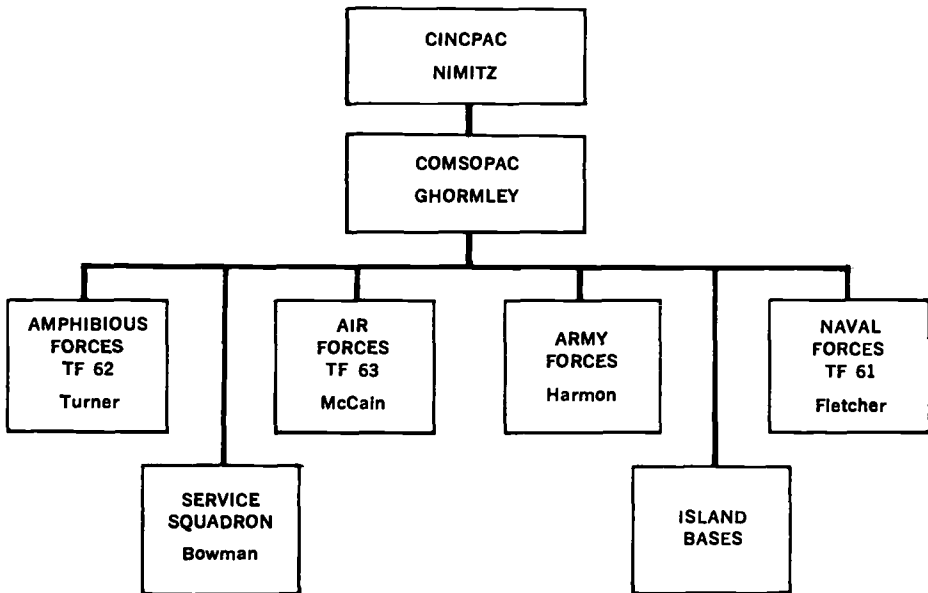 CINCPAC
NIMITZ
COMSOPAC
GHORMLEY
AMPHIBIOUS
FORCES
TF 62
Turner
AIR
FORCES
TF 63
McCain
ARMY
FORCES
Harmon
NAVAL
FORCES
TF 61
Fletcher
SERVICE
SQUADRON
Bowman
ISLAND
BASES